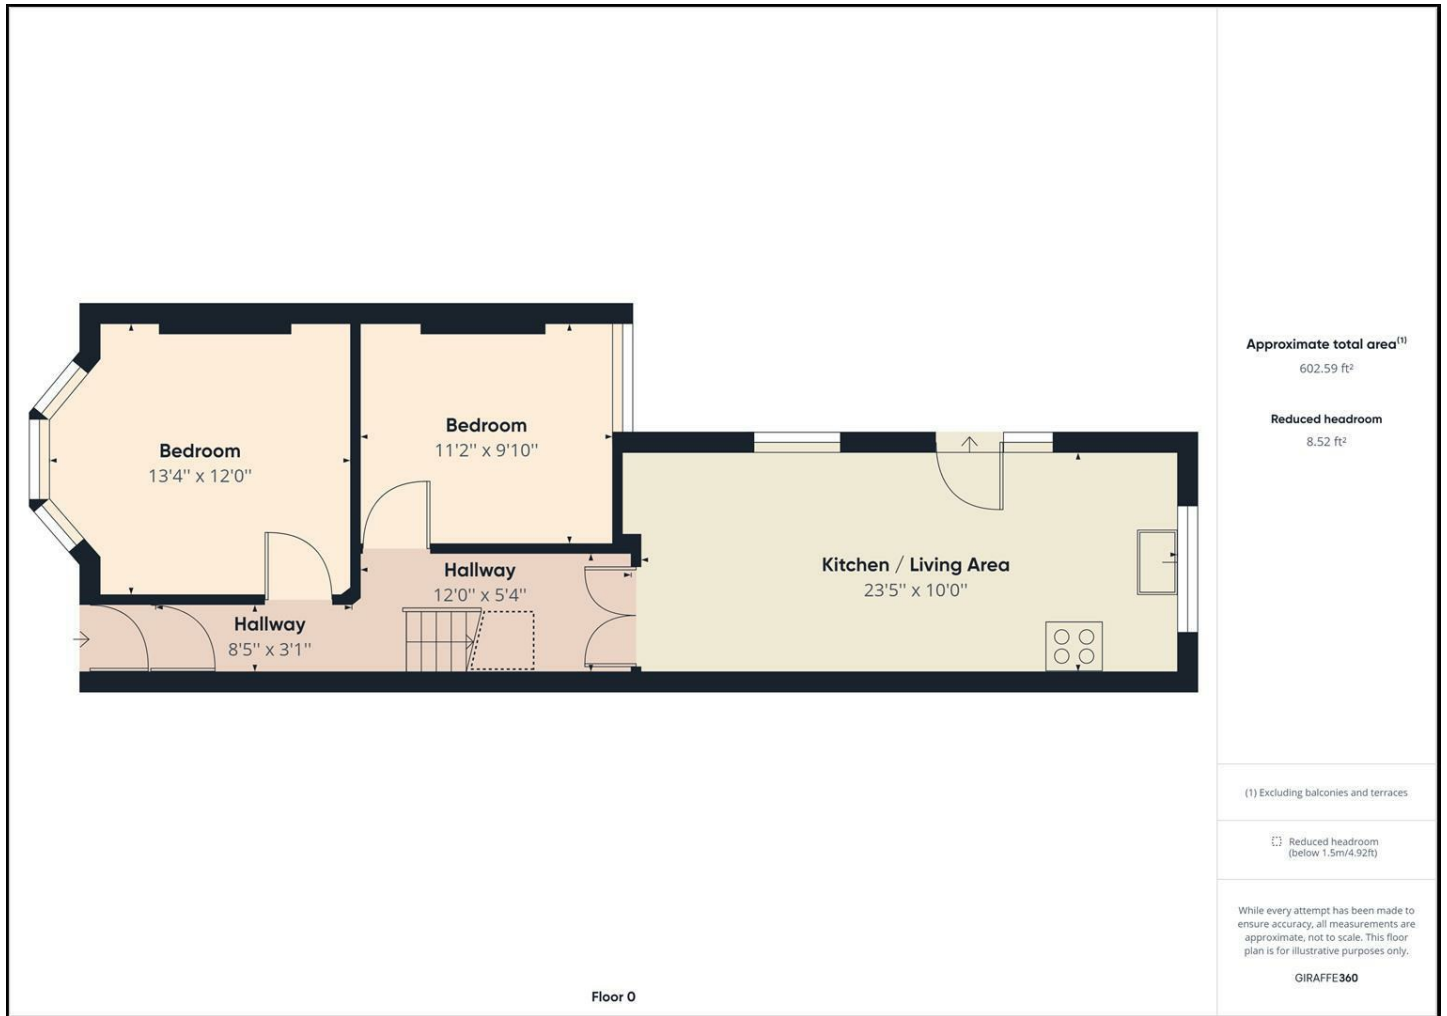 Bedroom
13'4" x 12'0"
Bedroom
11'2" x 9'10"
Hallway
12'0" x 5'4"
Hallway
8'5" x 3'1"
Kitchen / Living Area
23'5" x 10'0"
Floor 0
Approximate total area(1)
602.59 ft²
Reduced headroom
8.52 ft²
(1) Excluding balconies and terraces
Reduced headroom
(below 1.5m/4.92ft)
While every attempt has been made to
ensure accuracy, all measurements are
approximate, not to scale. This floor
plan is for illustrative purposes only.
GIRAFFE360